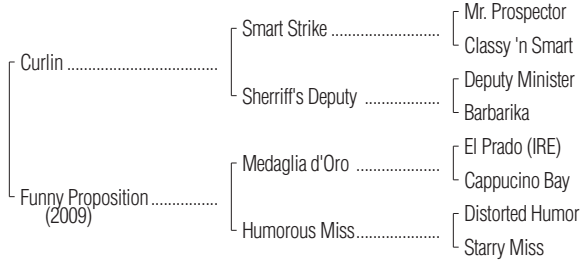 Mr. Prospector
Smart Strike ......................
Classy 'n Smart
Curlin ..............................
Deputy Minister
Sherriff's Deputy ...............
Barbarika
El Prado (IRE)
Medaglia d'Oro .................
Cappucino Bay
Funny Proposition.............
(2009)
Distorted Humor
Humorous Miss.................
Starry Miss